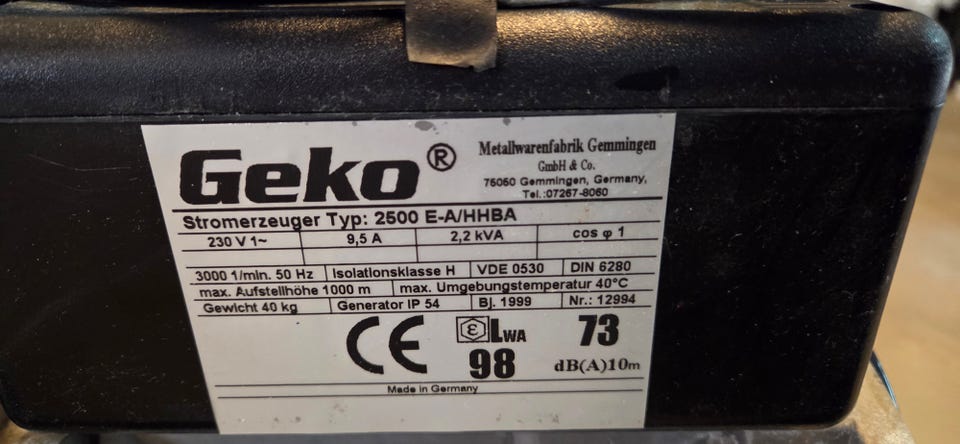 Geko®
Metallwarenfabrik Gemmingen
GmbH & Co.
75050 Gemmingen, Germany,
Tel.:07267-8060
Stromerzeuger Typ: 2500 E-A/HHBA
230 V 1~ 9,5 A 2,2 kVA cos φ 1
3000 1/min. 50 Hz Isolationsklasse H VDE 0530 DIN 6280
max. Aufstellhöhe 1000 m max. Umgebungstemperatur 40°C
Gewicht 40 kg Generator IP 54 Bj. 1999 Nr.: 12994
CE ε LWA 73
98 dB(A)10m
Made in Germany